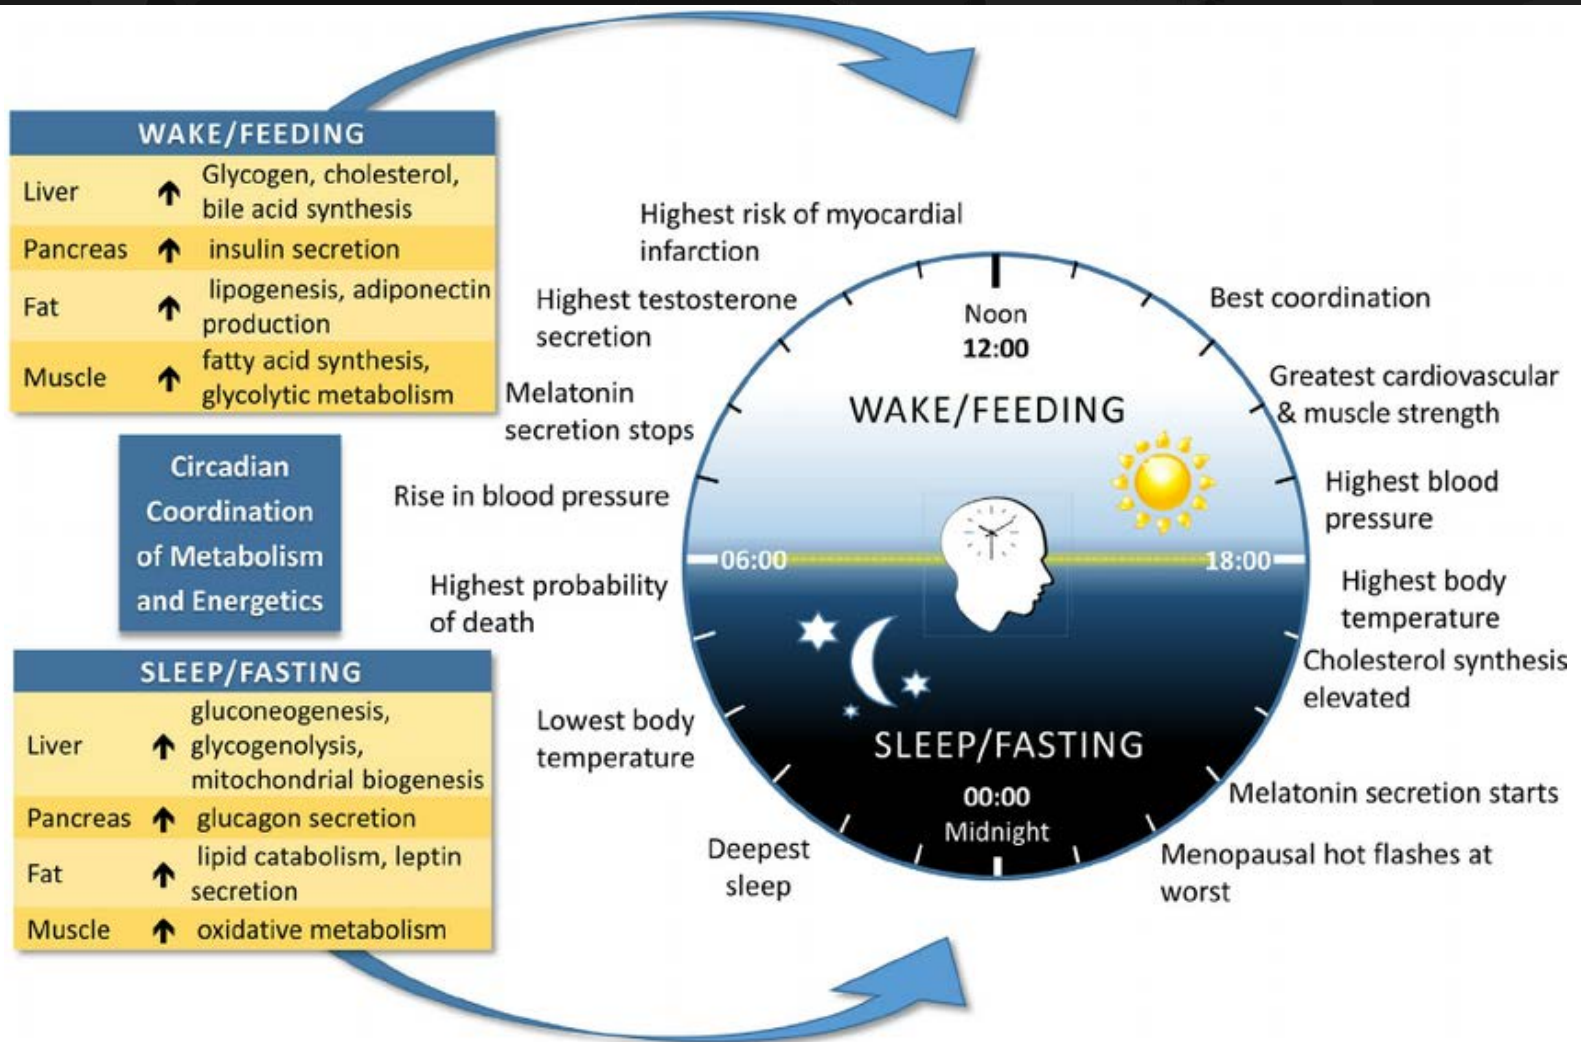 WAKE/FEEDING
Liver ↑ Glycogen, cholesterol,
bile acid synthesis
Pancreas ↑ insulin secretion
Fat ↑ lipogenesis, adiponectin
production
Muscle ↑ fatty acid synthesis,
glycolytic metabolism
Circadian
Coordination
of Metabolism
and Energetics
SLEEP/FASTING
Liver ↑ gluconeogenesis,
glycogenolysis,
mitochondrial biogenesis
Pancreas ↑ glucagon secretion
Fat ↑ lipid catabolism, leptin
secretion
Muscle ↑ oxidative metabolism
Highest risk of myocardial
infarction
Highest testosterone
secretion
Melatonin
secretion stops
Rise in blood pressure
Highest probability
of death
Lowest body
temperature
Deepest
sleep
Noon
12:00
WAKE/FEEDING
06:00
18:00
SLEEP/FASTING
00:00
Midnight
Best coordination
Greatest cardiovascular
& muscle strength
Highest blood
pressure
Highest body
temperature
Cholesterol synthesis
elevated
Melatonin secretion starts
Menopausal hot flashes at
worst